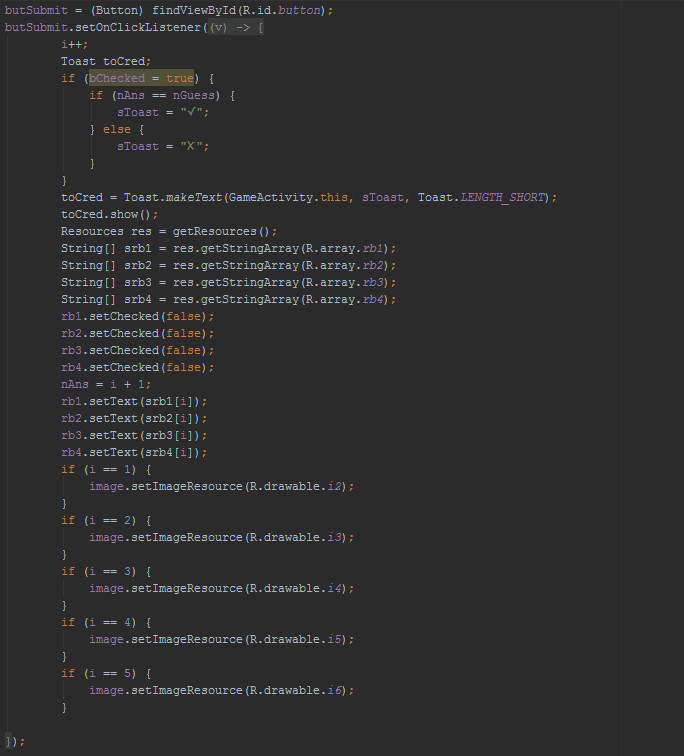 butSubmit = (Button) findViewById(R.id.button);
butSubmit.setOnClickListener((v) -> {
        i++;
        Toast toCred;
        if (bChecked = true) {
            if (nAns == nGuess) {
                sToast = "✓";
            } else {
                sToast = "X";
            }
        }
        toCred = Toast.makeText(GameActivity.this, sToast, Toast.LENGTH_SHORT);
        toCred.show();
        Resources res = getResources();
        String[] srb1 = res.getStringArray(R.array.rb1);
        String[] srb2 = res.getStringArray(R.array.rb2);
        String[] srb3 = res.getStringArray(R.array.rb3);
        String[] srb4 = res.getStringArray(R.array.rb4);
        rb1.setChecked(false);
        rb2.setChecked(false);
        rb3.setChecked(false);
        rb4.setChecked(false);
        nAns = i + 1;
        rb1.setText(srb1[i]);
        rb2.setText(srb2[i]);
        rb3.setText(srb3[i]);
        rb4.setText(srb4[i]);
        if (i == 1) {
            image.setImageResource(R.drawable.i2);
        }
        if (i == 2) {
            image.setImageResource(R.drawable.i3);
        }
        if (i == 3) {
            image.setImageResource(R.drawable.i4);
        }
        if (i == 4) {
            image.setImageResource(R.drawable.i5);
        }
        if (i == 5) {
            image.setImageResource(R.drawable.i6);
        }

});